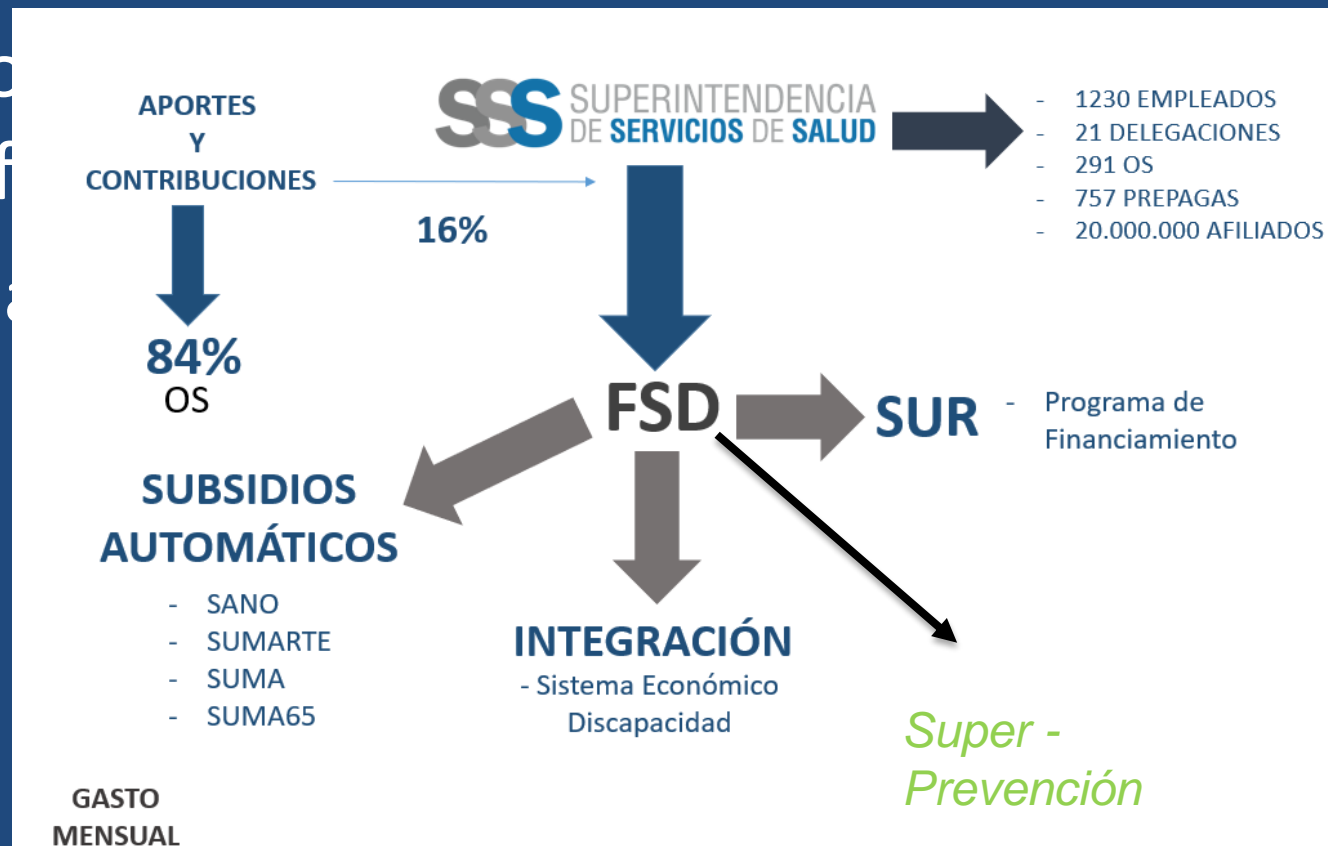 APORTES
Y
CONTRIBUCIONES
16%
84%
OS
SSS SUPERINTENDENCIA
DE SERVICIOS DE SALUD
- 1230 EMPLEADOS
- 21 DELEGACIONES
- 291 OS
- 757 PREPAGAS
- 20.000.000 AFILIADOS
FSD
SUR
- Programa de
Financiamiento
SUBSIDIOS
AUTOMÁTICOS
- SANO
- SUMARTE
- SUMA
- SUMA65
INTEGRACIÓN
- Sistema Económico
Discapacidad
Super -
Prevención
GASTO
MENSUAL